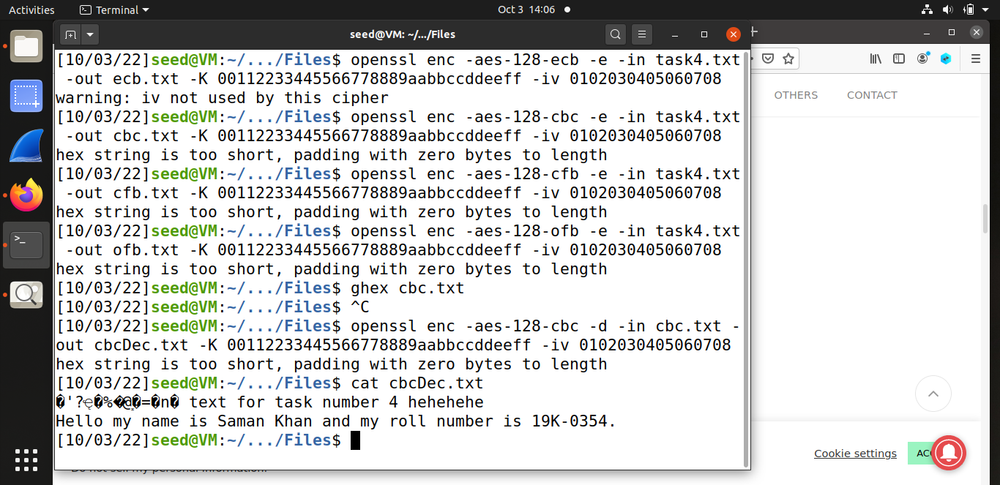 Activities
Terminal
Oct 3 14:06
seed@VM: ~/.../Files
[10/03/22]seed@VM:~/.../Files$ openssl enc -aes-128-ecb -e -in task4.txt
-out ecb.txt -K 00112233445566778889aabbccddeeff -iv 0102030405060708
warning: iv not used by this cipher
[10/03/22]seed@VM:~/.../Files$ openssl enc -aes-128-cbc -e -in task4.txt
-out cbc.txt -K 00112233445566778889aabbccddeeff -iv 0102030405060708
hex string is too short, padding with zero bytes to length
[10/03/22]seed@VM:~/.../Files$ openssl enc -aes-128-cfb -e -in task4.txt
-out cfb.txt -K 00112233445566778889aabbccddeeff -iv 0102030405060708
hex string is too short, padding with zero bytes to length
[10/03/22]seed@VM:~/.../Files$ openssl enc -aes-128-ofb -e -in task4.txt
-out ofb.txt -K 00112233445566778889aabbccddeeff -iv 0102030405060708
hex string is too short, padding with zero bytes to length
[10/03/22]seed@VM:~/.../Files$ ghex cbc.txt
[10/03/22]seed@VM:~/.../Files$ ^C
[10/03/22]seed@VM:~/.../Files$ openssl enc -aes-128-cbc -d -in cbc.txt -
out cbcDec.txt -K 00112233445566778889aabbccddeeff -iv 0102030405060708
hex string is too short, padding with zero bytes to length
[10/03/22]seed@VM:~/.../Files$ cat cbcDec.txt
text for task number 4 hehehehe
Hello my name is Saman Khan and my roll number is 19K-0354.
[10/03/22]seed@VM:~/.../Files$
OTHERS
CONTACT
Cookie settings
Do not sell my personal information.